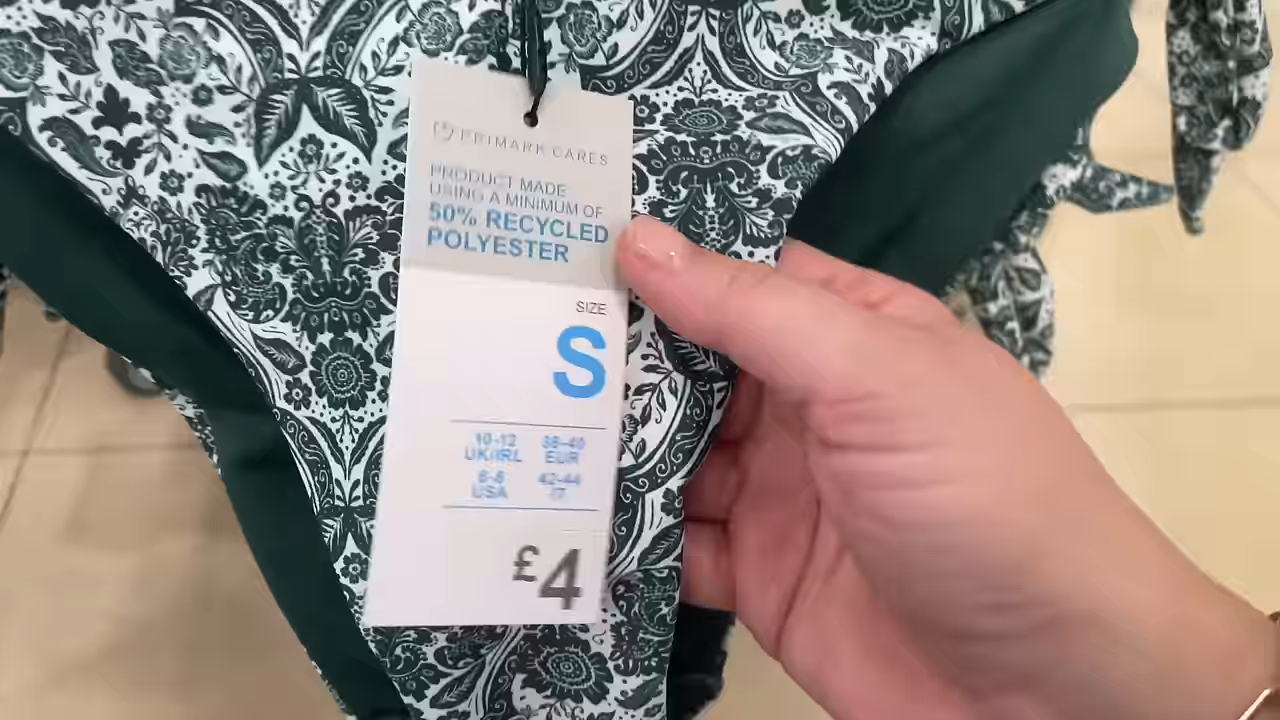 PRIMARK CARES
PRODUCT MADE
USING A MINIMUM OF
50% RECYCLED
POLYESTER
SIZE
S
10-12 38-40
UK/IRL EUR
6-8 42-44
USA IT
£4